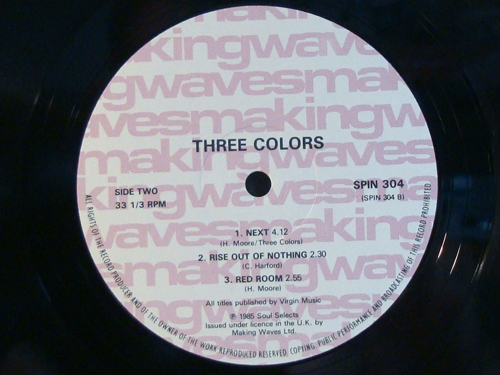 makingwaves
makingwavesmaking
wavesmakingwaves
makingwavesmaking
THREE COLORS
SIDE TWO
33 1/3 RPM
SPIN 304
(SPIN 304 B)
1. NEXT 4.12
(H. Moore/Three Colors)
2. RISE OUT OF NOTHING 2.30
(C. Harford)
3. RED ROOM 2.55
(H. Moore)
All titles published by Virgin Music
℗ 1985 Soul Selects
Issued under licence in the U.K. by
Making Waves Ltd.
ALL RIGHTS OF THE RECORD PRODUCER AND OF THE OWNER OF THE WORK REPRODUCED RESERVED. COPYING, PUBLIC PERFORMANCE AND BROADCASTING OF THIS RECORD PROHIBITED